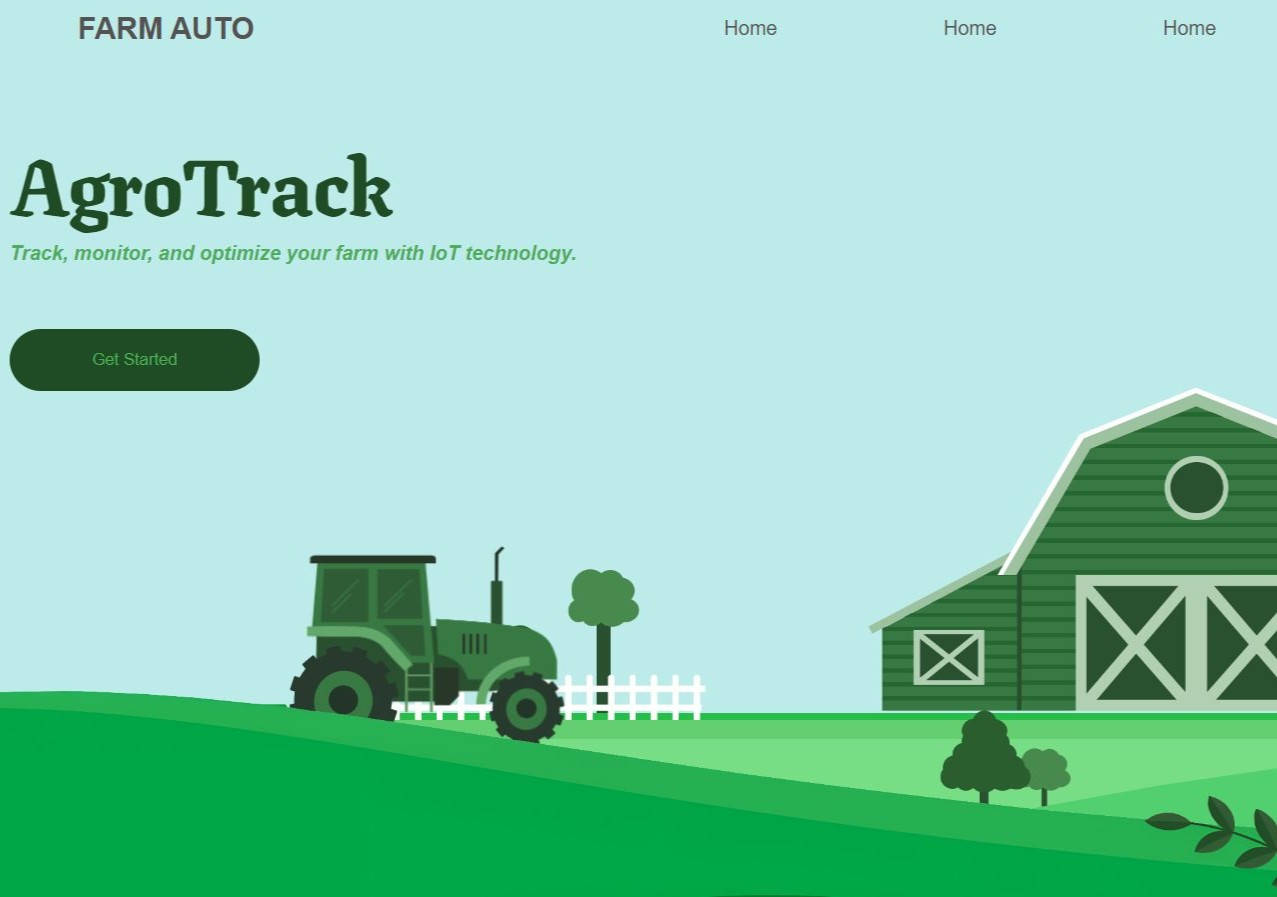 FARM AUTO
Home
Home
Home
AgroTrack
Track, monitor, and optimize your farm with IoT technology.
Get Started